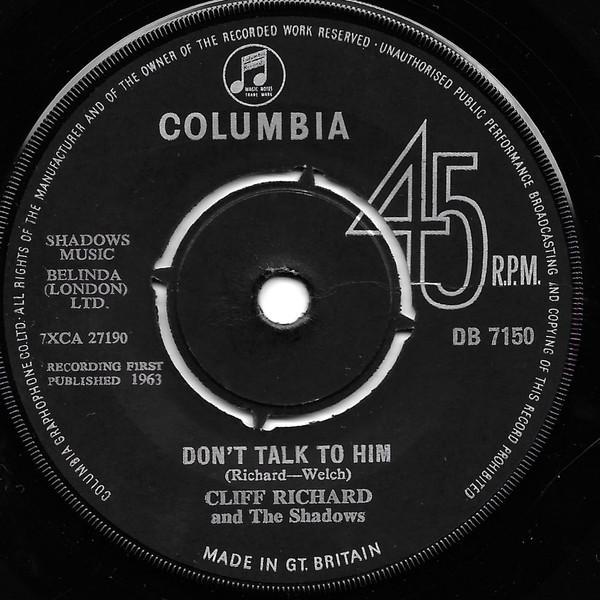 COLUMBIA GRAPHOPHONE CO.LTD.·ALL RIGHTS OF THE MANUFACTURER AND OF THE OWNER OF THE RECORDED WORK RESERVED·UNAUTHORISED PUBLIC PERFORMANCE BROADCASTING AND COPYING OF THIS RECORD PROHIBITED
MAGIC NOTES
TRADE MARK
COLUMBIA
45
R.P.M.
SHADOWS
MUSIC
BELINDA
(LONDON)
LTD.
7XCA 27190
DB 7150
RECORDING FIRST
PUBLISHED 1963
DON'T TALK TO HIM
(Richard—Welch)
CLIFF RICHARD
and The Shadows
MADE IN GT. BRITAIN